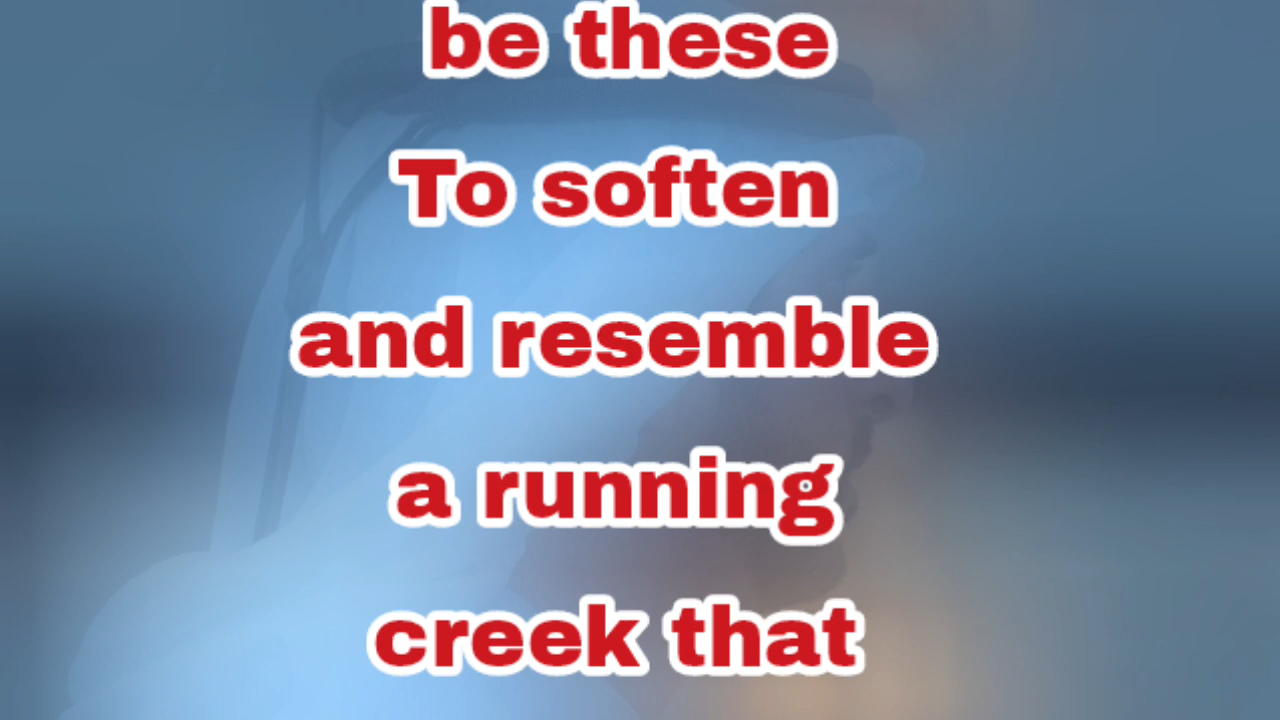 be these
To soften
and resemble
a running
creek that